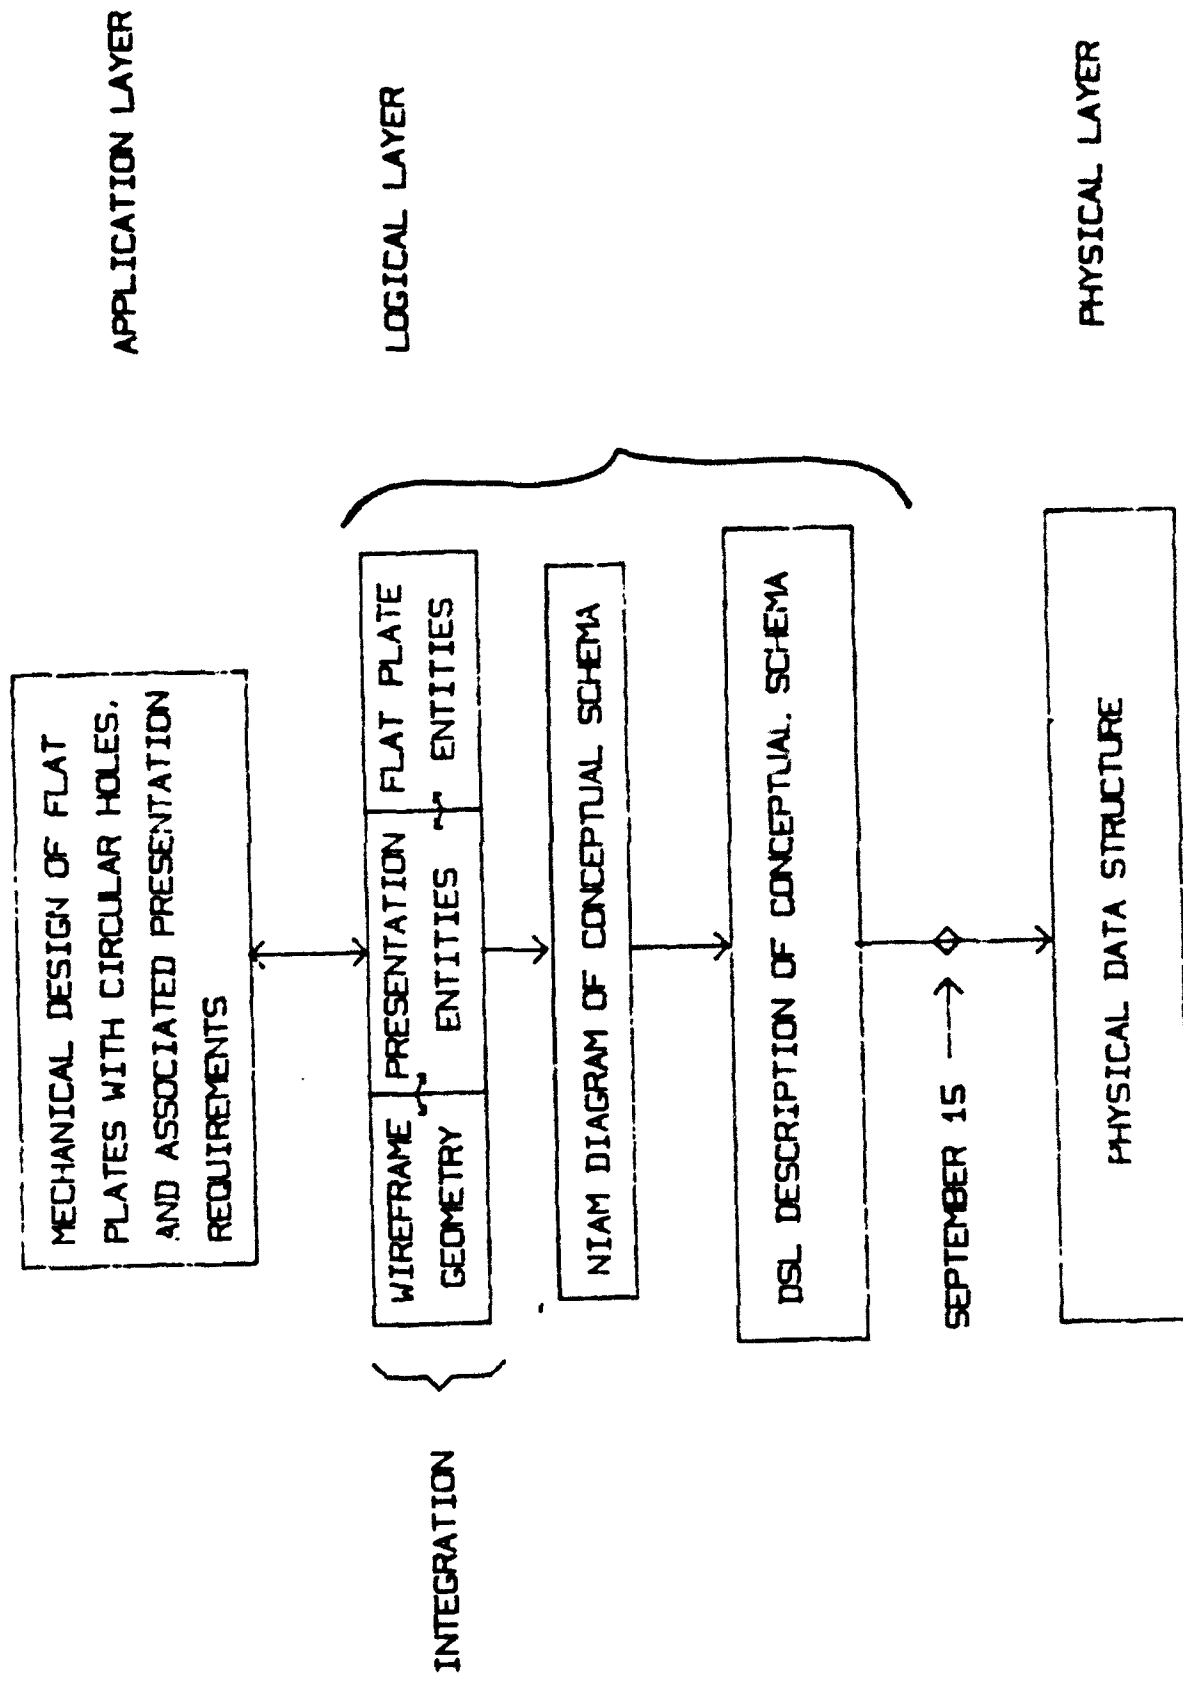 APPLICATION LAYER
MECHANICAL DESIGN OF FLAT
PLATES WITH CIRCULAR HOLES,
AND ASSOCIATED PRESENTATION
REQUIREMENTS
LOGICAL LAYER
INTEGRATION
WIREFRAME
GEOMETRY
PRESENTATION
ENTITIES
FLAT PLATE
ENTITIES
NIAM DIAGRAM OF CONCEPTUAL SCHEMA
DSL DESCRIPTION OF CONCEPTUAL SCHEMA
SEPTEMBER 15
PHYSICAL LAYER
PHYSICAL DATA STRUCTURE